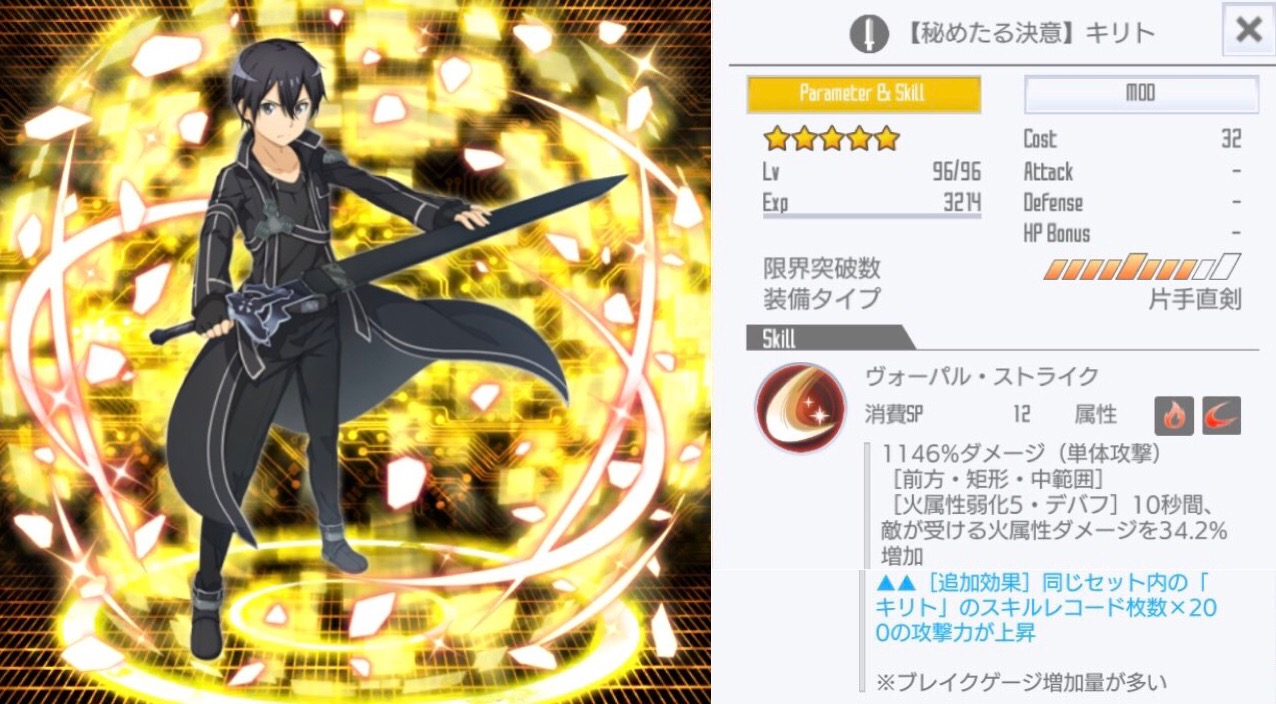 【秘めたる決意】キリト
Parameter & Skill
MOD
Lv 96/96
Exp 3214
Cost 32
Attack -
Defense -
HP Bonus -
限界突破数
装備タイプ 片手直剣
Skill
ヴォーパル・ストライク
消費SP 12 属性
1146%ダメージ（単体攻撃）
［前方・矩形・中範囲］
［火属性弱化5・デバフ］10秒間、
敵が受ける火属性ダメージを34.2%
増加
▲▲［追加効果］同じセット内の「
キリト」のスキルレコード枚数×20
0の攻撃力が上昇
※ブレイクゲージ増加量が多い